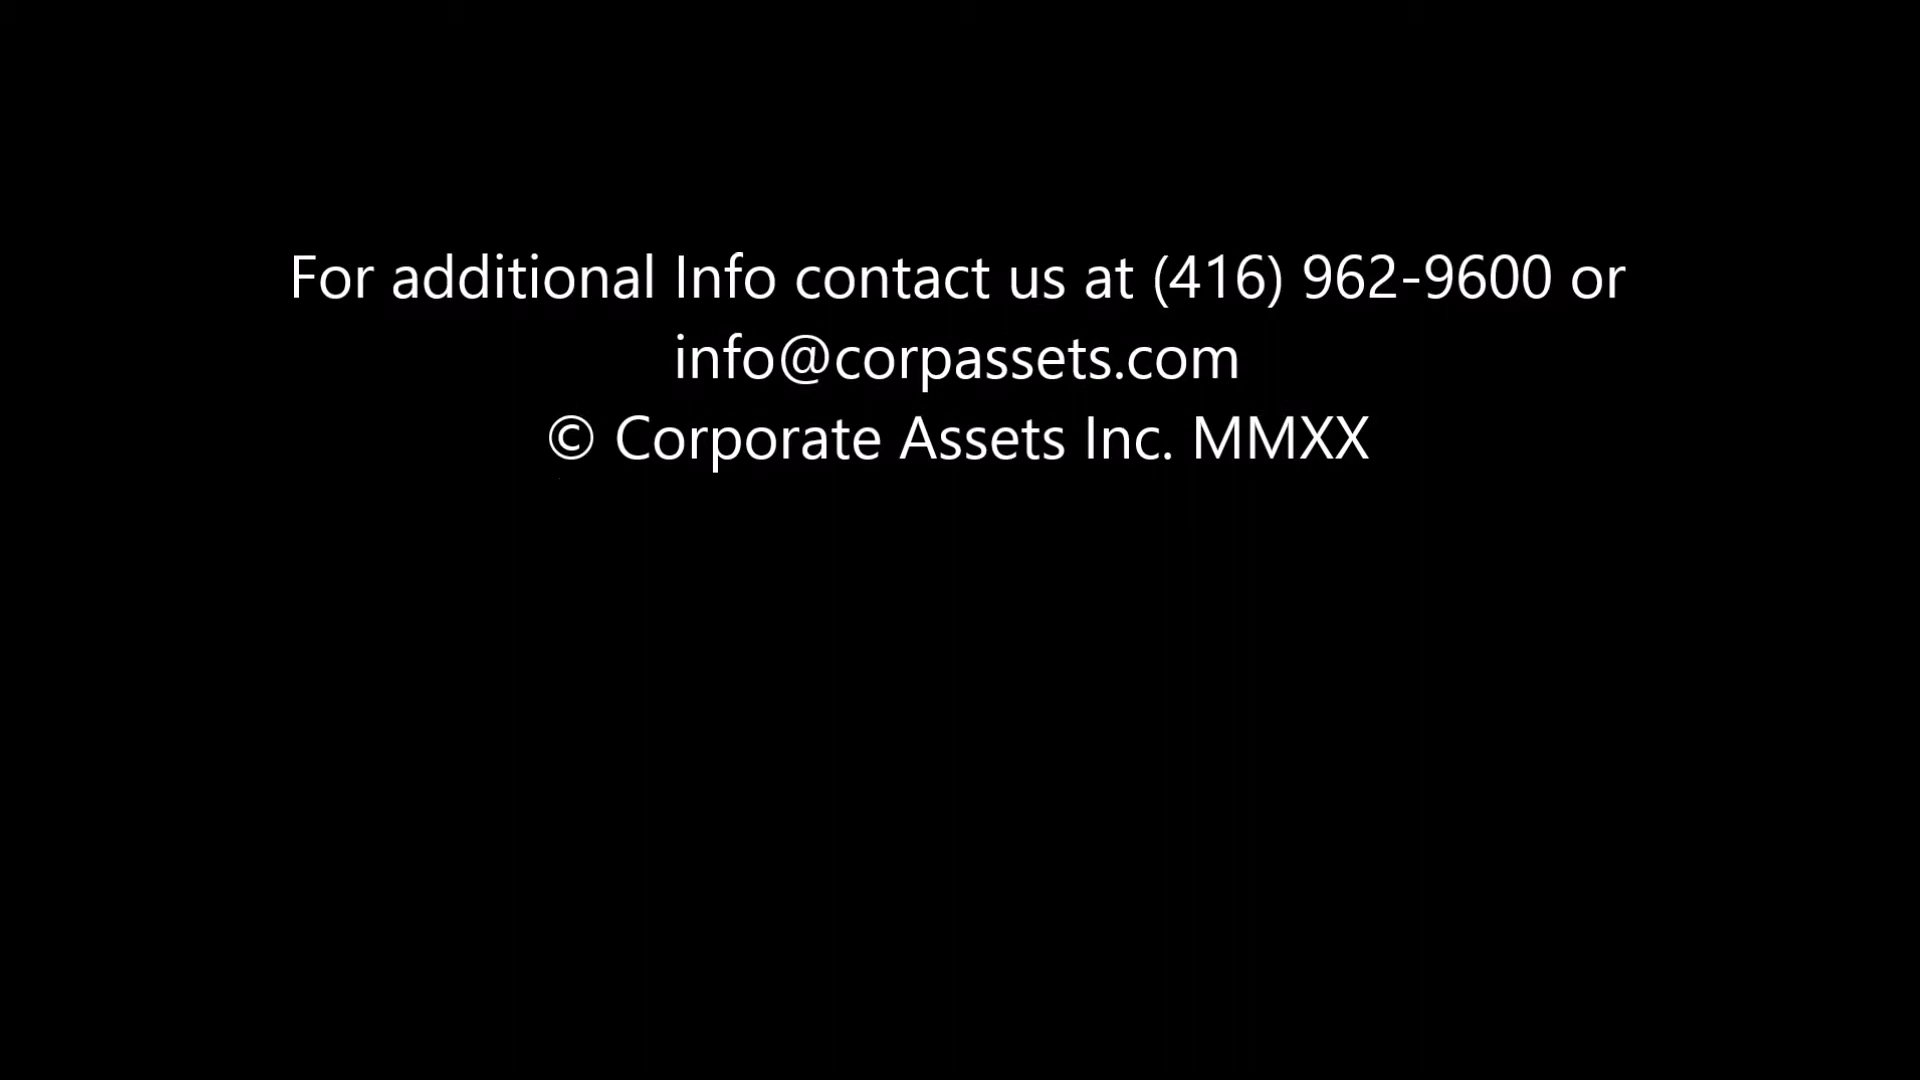 For additional Info contact us at (416) 962-9600 or
info@corpassets.com
© Corporate Assets Inc. MMXX